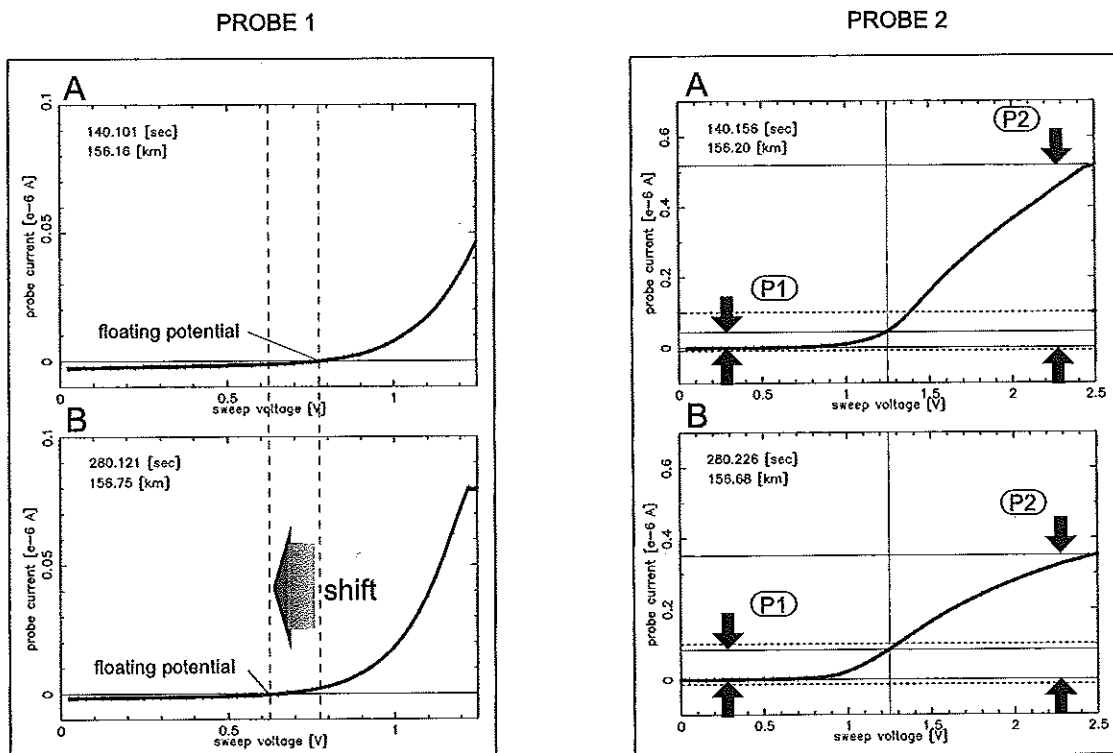 PROBE 1
A
0.1
140.101 [sec]
156.16 [km]
probe current [e-6 A]
0.05
floating potential
0
0
0.5
1
sweep voltage [V]
B
0.1
280.121 [sec]
156.75 [km]
probe current [e-6 A]
0.05
shift
floating potential
0
0
0.5
1
sweep voltage [V]
PROBE 2
A
140.156 [sec]
156.20 [km]
P2
0.6
0.4
probe current [e-6 A]
P1
0.2
0
0
0.5
1
1.5
2
2.5
sweep voltage [V]
B
280.226 [sec]
156.68 [km]
P2
0.6
0.4
probe current [e-6 A]
P1
0.2
0
0
0.5
1
1.5
2
2.5
sweep voltage [V]